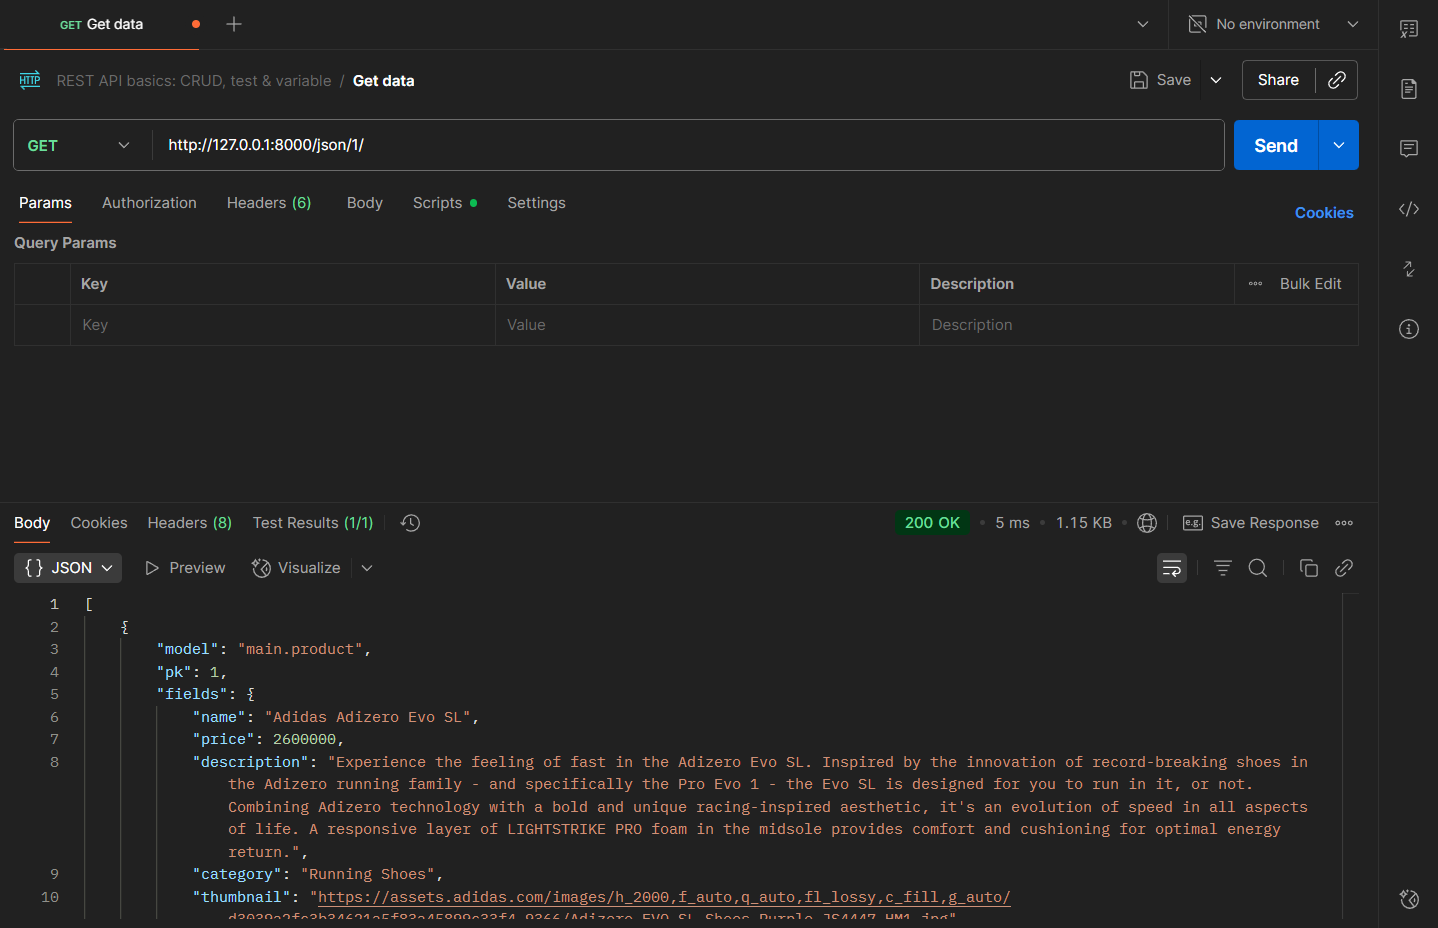 GET Get data
No environment
HTTP REST API basics: CRUD, test & variable / Get data
Save
Share
GET http://127.0.0.1:8000/json/1/
Send
Params Authorization Headers (6) Body Scripts Settings
Cookies
Query Params
Key Value Description Bulk Edit
Key Value Description
Body Cookies Headers (8) Test Results (1/1)
200 OK 5 ms 1.15 KB e.g. Save Response
{} JSON Preview Visualize
1 [
2 {
3 "model": "main.product",
4 "pk": 1,
5 "fields": {
6 "name": "Adidas Adizero Evo SL",
7 "price": 2600000,
8 "description": "Experience the feeling of fast in the Adizero Evo SL. Inspired by the innovation of record-breaking shoes in
the Adizero running family - and specifically the Pro Evo 1 - the Evo SL is designed for you to run in it, or not.
Combining Adizero technology with a bold and unique racing-inspired aesthetic, it's an evolution of speed in all aspects
of life. A responsive layer of LIGHTSTRIKE PRO foam in the midsole provides comfort and cushioning for optimal energy
return.",
9 "category": "Running Shoes",
10 "thumbnail": "https://assets.adidas.com/images/h_2000,f_auto,q_auto,fl_lossy,c_fill,g_auto/